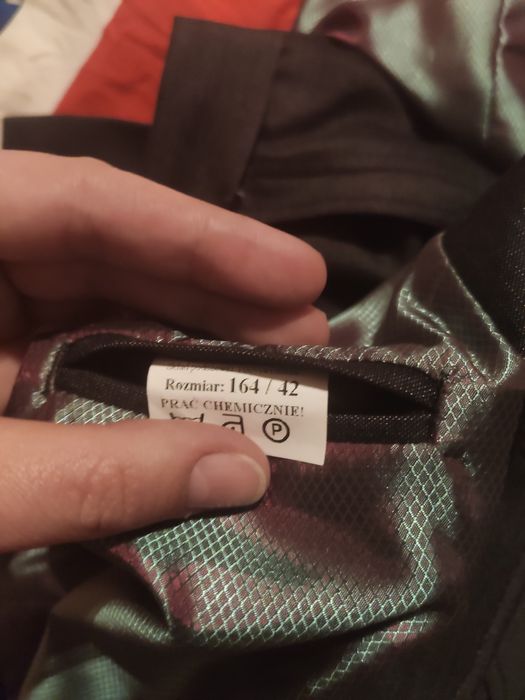 Rozmiar: 164 / 42
PRAĆ CHEMICZNIE!
P